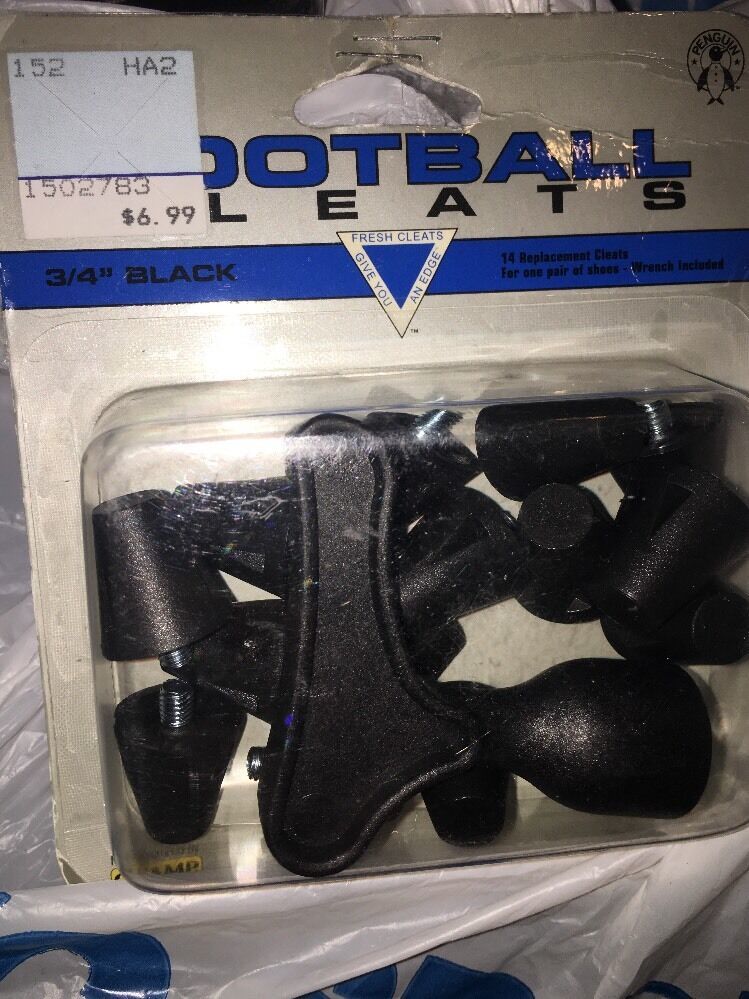 152 HA2
1502783
$6.99
PENGUIN
OOTBALL
LEATS
3/4" BLACK
FRESH CLEATS
GIVE YOU
AN EDGE
TM
14 Replacement Cleats
For one pair of shoes - Wrench Included
AMP